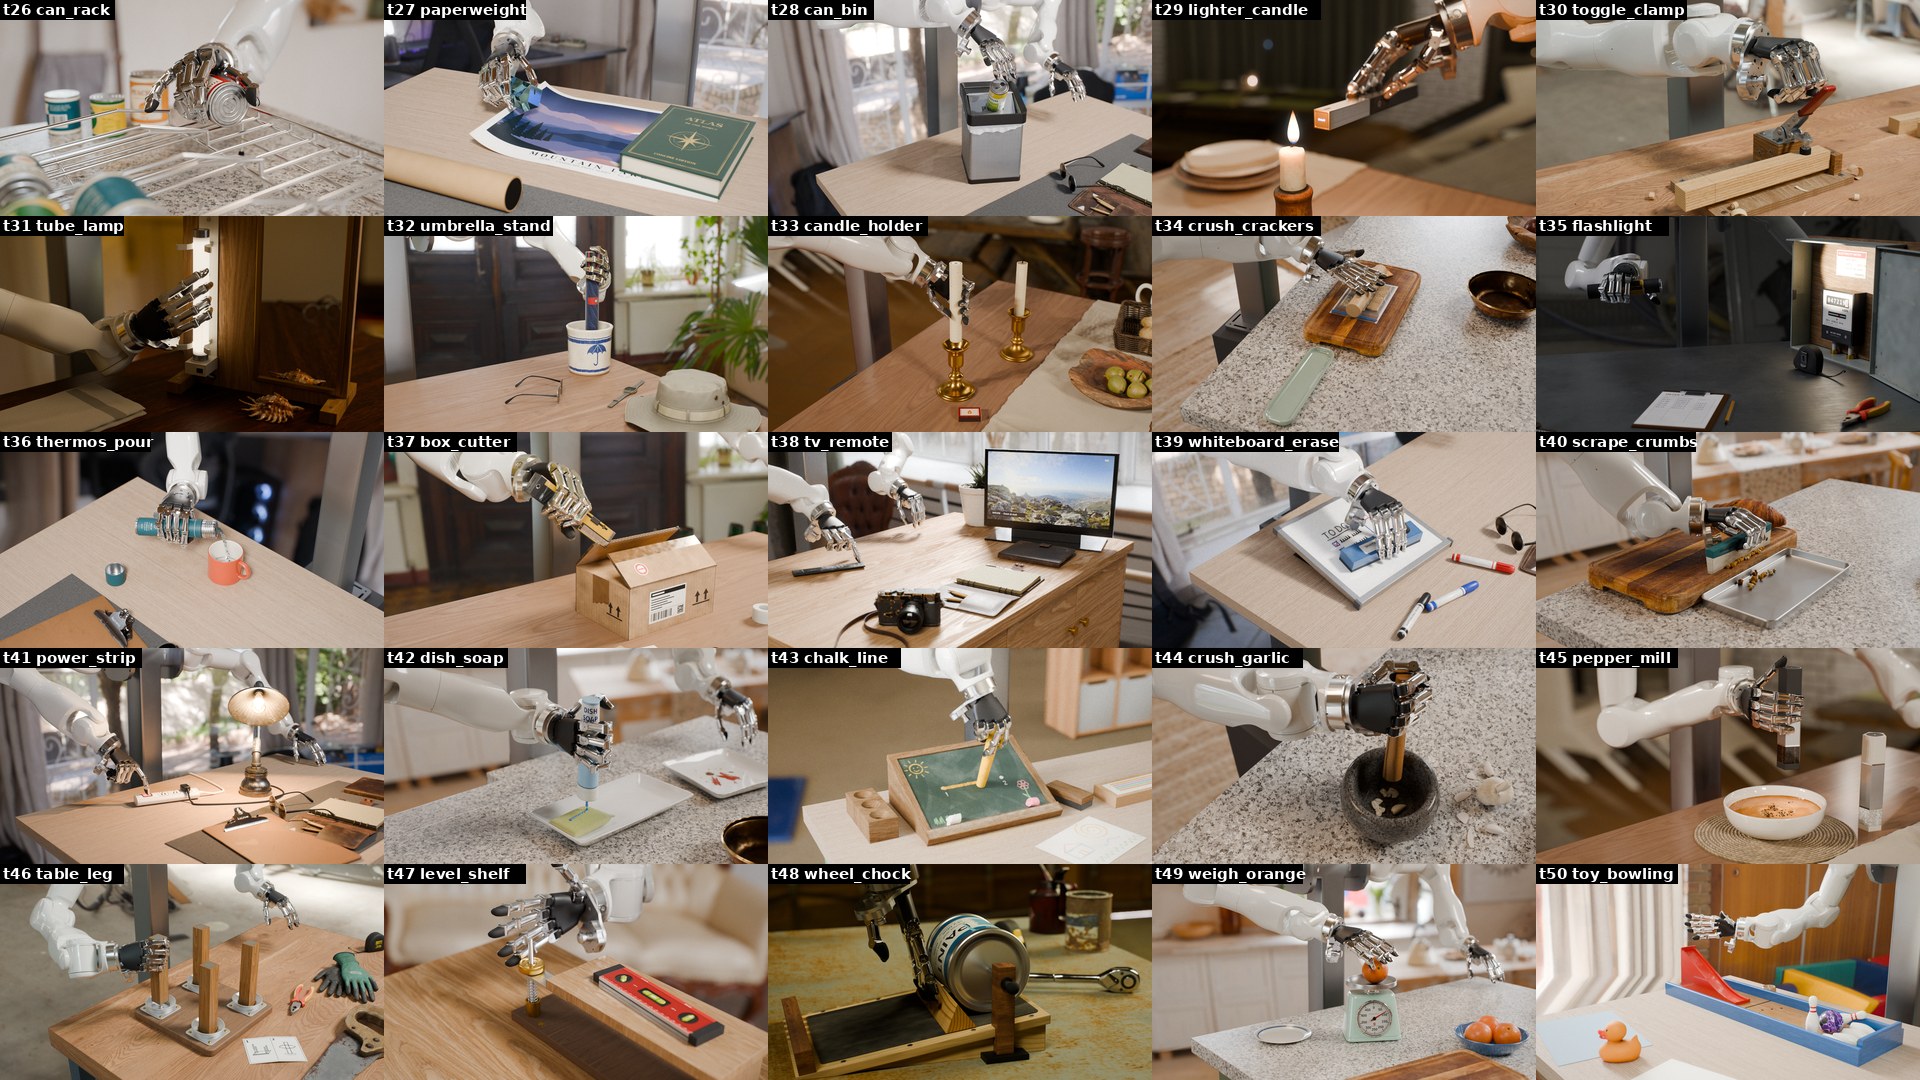 t26 can_rack
t27 paperweight
t28 can_bin
t29 lighter_candle
t30 toggle_clamp
ATLAS
t31 tube_lamp
t32 umbrella_stand
t33 candle_holder
t34 crush_crackers
t35 flashlight
t36 thermos_pour
t37 box_cutter
t38 tv_remote
t39 whiteboard_erase
t40 scrape_crumbs
TO DO
t41 power_strip
t42 dish_soap
t43 chalk_line
t44 crush_garlic
t45 pepper_mill
DISH
SOAP
t46 table_leg
t47 level_shelf
t48 wheel_chock
t49 weigh_orange
t50 toy_bowling